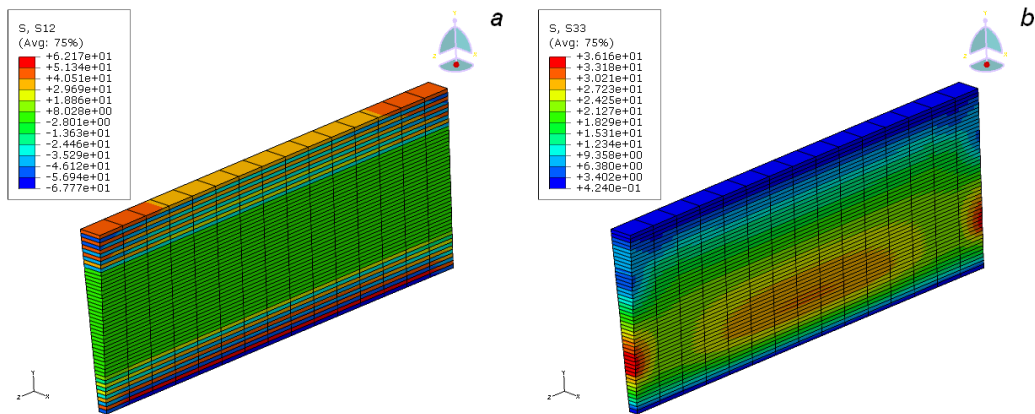 a
S, S12
(Avg: 75%)
+6.217e+01
+5.134e+01
+4.051e+01
+2.969e+01
+1.886e+01
+8.028e+00
-2.801e+00
-1.363e+01
-2.446e+01
-3.529e+01
-4.612e+01
-5.694e+01
-6.777e+01
Y
Z
X
Y
Z
X
b
S, S33
(Avg: 75%)
+3.616e+01
+3.318e+01
+3.021e+01
+2.723e+01
+2.425e+01
+2.127e+01
+1.829e+01
+1.531e+01
+1.234e+01
+9.358e+00
+6.380e+00
+3.402e+00
+4.240e-01
Y
Z
X
Y
Z
X